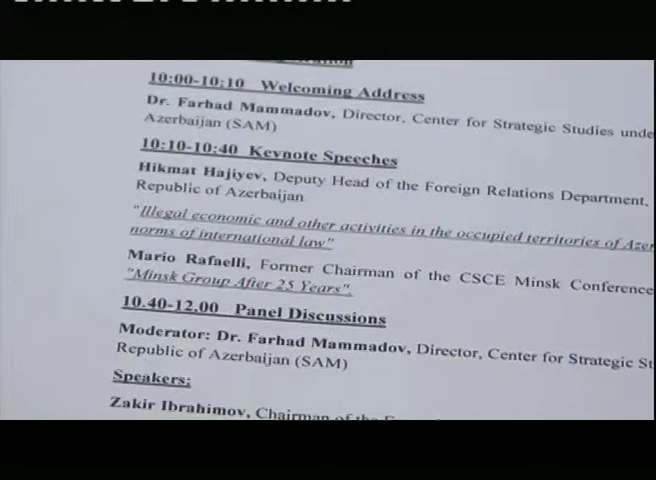 10:00-10:10 Welcoming Address
Dr. Farhad Mammadov, Director, Center for Strategic Studies unde
Azerbaijan (SAM)
10:10-10:40 Keynote Speeches
Hikmat Hajiyev, Deputy Head of the Foreign Relations Department,
Republic of Azerbaijan
"Illegal economic and other activities in the occupied territories of Azer
norms of international law"
Mario Rafaelli, Former Chairman of the CSCE Minsk Conference
"Minsk Group After 25 Years".
10.40-12.00 Panel Discussions
Moderator: Dr. Farhad Mammadov, Director, Center for Strategic St
Republic of Azerbaijan (SAM)
Speakers:
Zakir Ibrahimov, Chairman of the